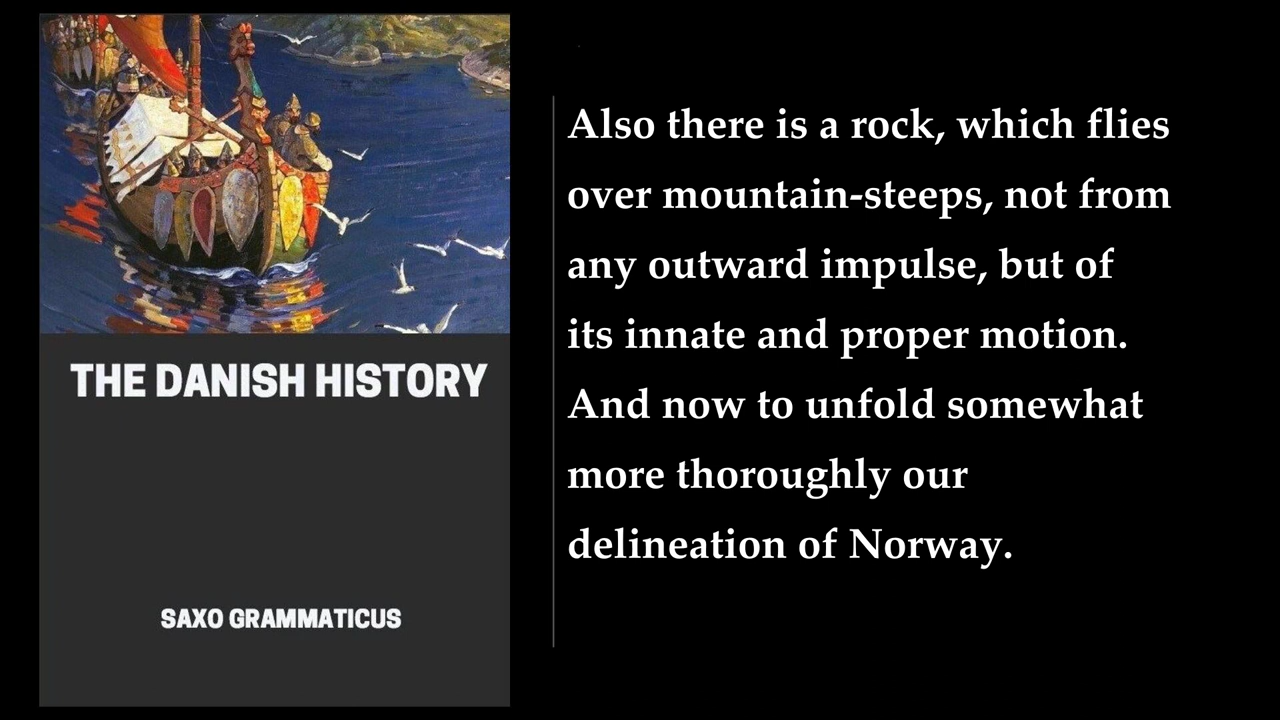 THE DANISH HISTORY
SAXO GRAMMATICUS
Also there is a rock, which flies
over mountain-steeps, not from
any outward impulse, but of
its innate and proper motion.
And now to unfold somewhat
more thoroughly our
delineation of Norway.